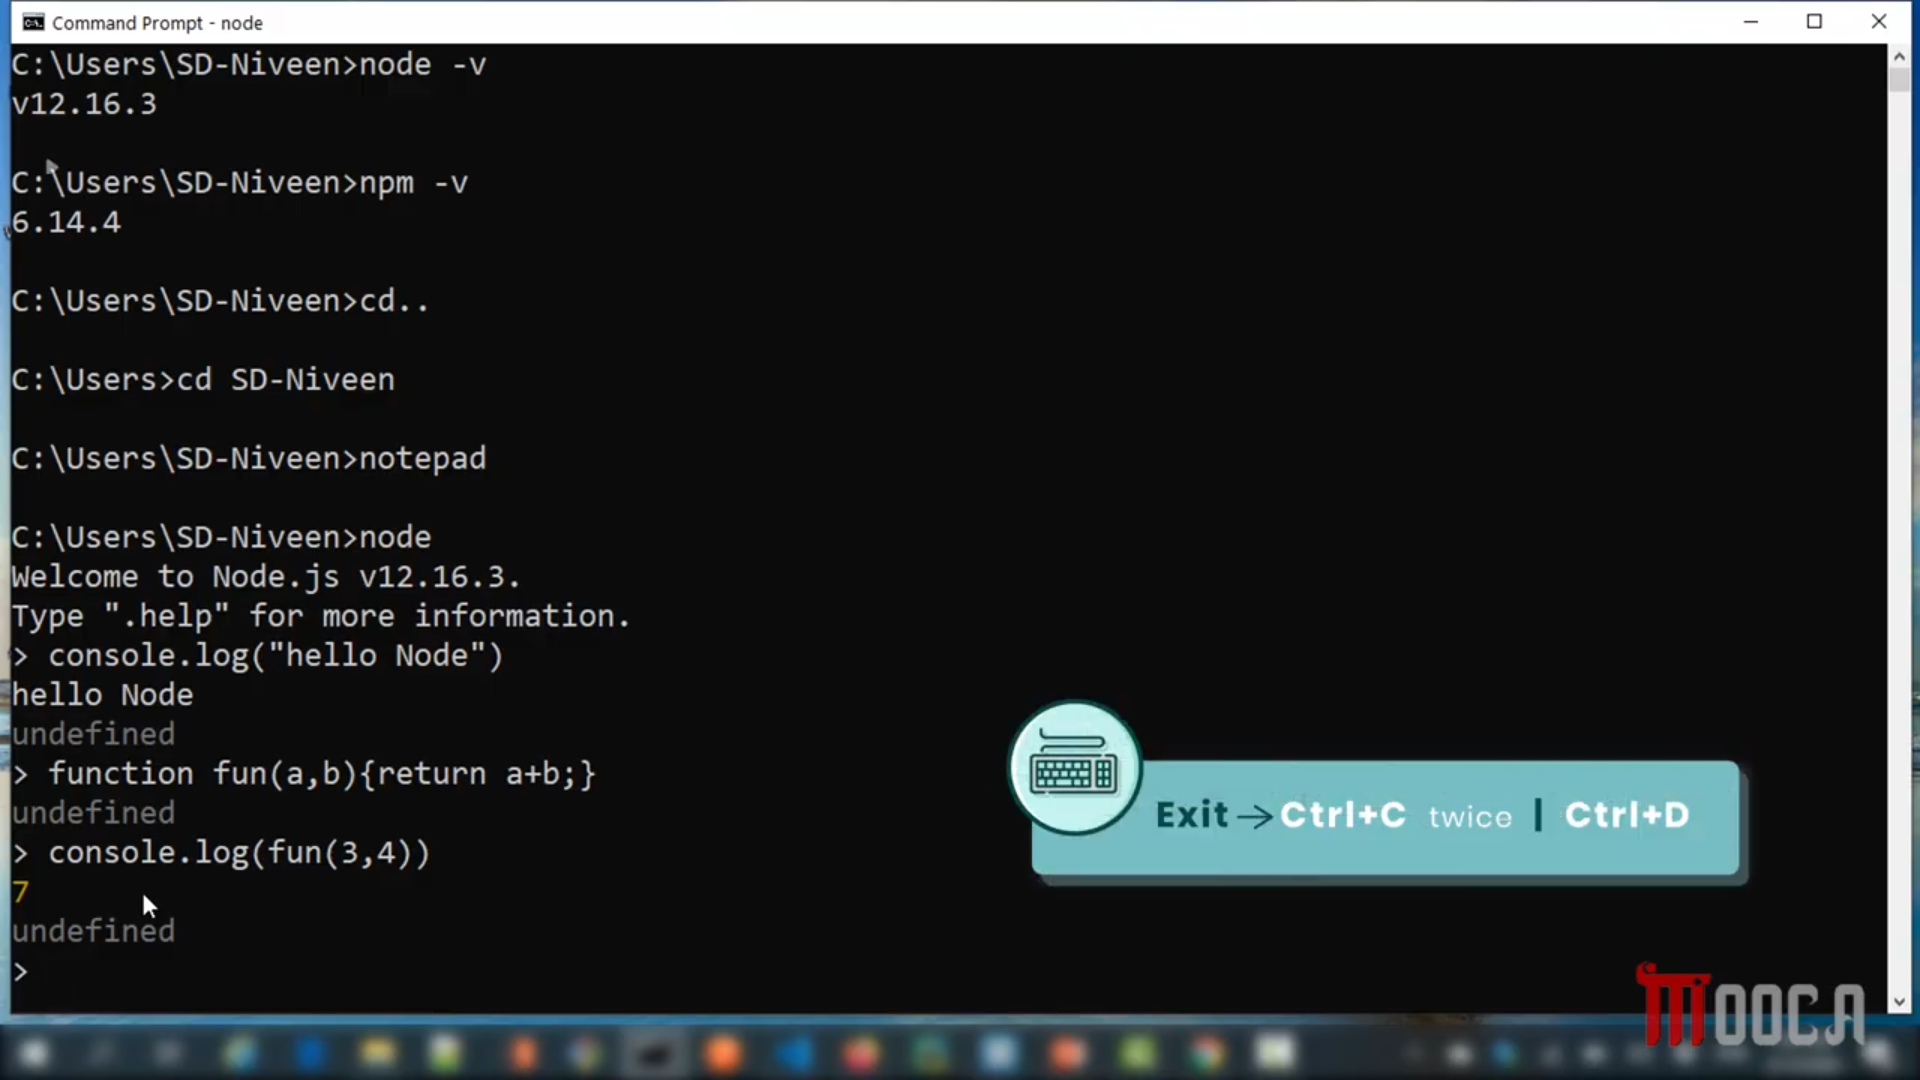 Command Prompt - node
C:\Users\SD-Niveen>node -v
v12.16.3
C:\Users\SD-Niveen>npm -v
6.14.4
C:\Users\SD-Niveen>cd..
C:\Users>cd SD-Niveen
C:\Users\SD-Niveen>notepad
C:\Users\SD-Niveen>node
Welcome to Node.js v12.16.3.
Type ".help" for more information.
> console.log("hello Node")
hello Node
undefined
> function fun(a,b){return a+b;}
undefined
> console.log(fun(3,4))
7
undefined
>
Exit → Ctrl+C twice | Ctrl+D
MOOCA